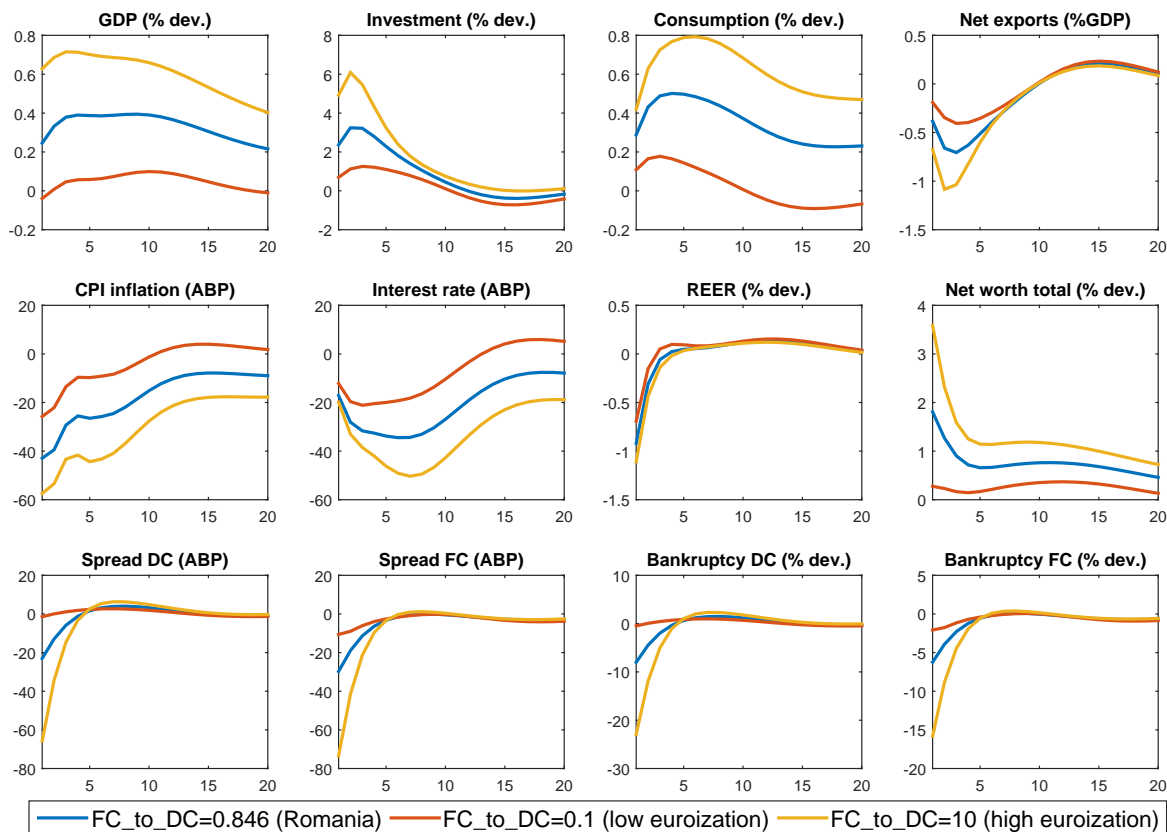 GDP (% dev.)
Investment (% dev.)
Consumption (% dev.)
Net exports (%GDP)
0.8
0.6
0.4
0.2
0
-0.2
5 10 15 20
8
6
4
2
0
-2
5 10 15 20
0.8
0.6
0.4
0.2
0
-0.2
5 10 15 20
0.5
0
-0.5
-1
-1.5
5 10 15 20
CPI inflation (ABP)
Interest rate (ABP)
REER (% dev.)
Net worth total (% dev.)
20
0
-20
-40
-60
5 10 15 20
20
0
-20
-40
-60
5 10 15 20
0.5
0
-0.5
-1
-1.5
5 10 15 20
4
3
2
1
0
5 10 15 20
Spread DC (ABP)
Spread FC (ABP)
Bankruptcy DC (% dev.)
Bankruptcy FC (% dev.)
20
0
-20
-40
-60
-80
5 10 15 20
20
0
-20
-40
-60
-80
5 10 15 20
10
0
-10
-20
-30
5 10 15 20
5
0
-5
-10
-15
-20
5 10 15 20
FC_to_DC=0.846 (Romania) FC_to_DC=0.1 (low euroization) FC_to_DC=10 (high euroization)